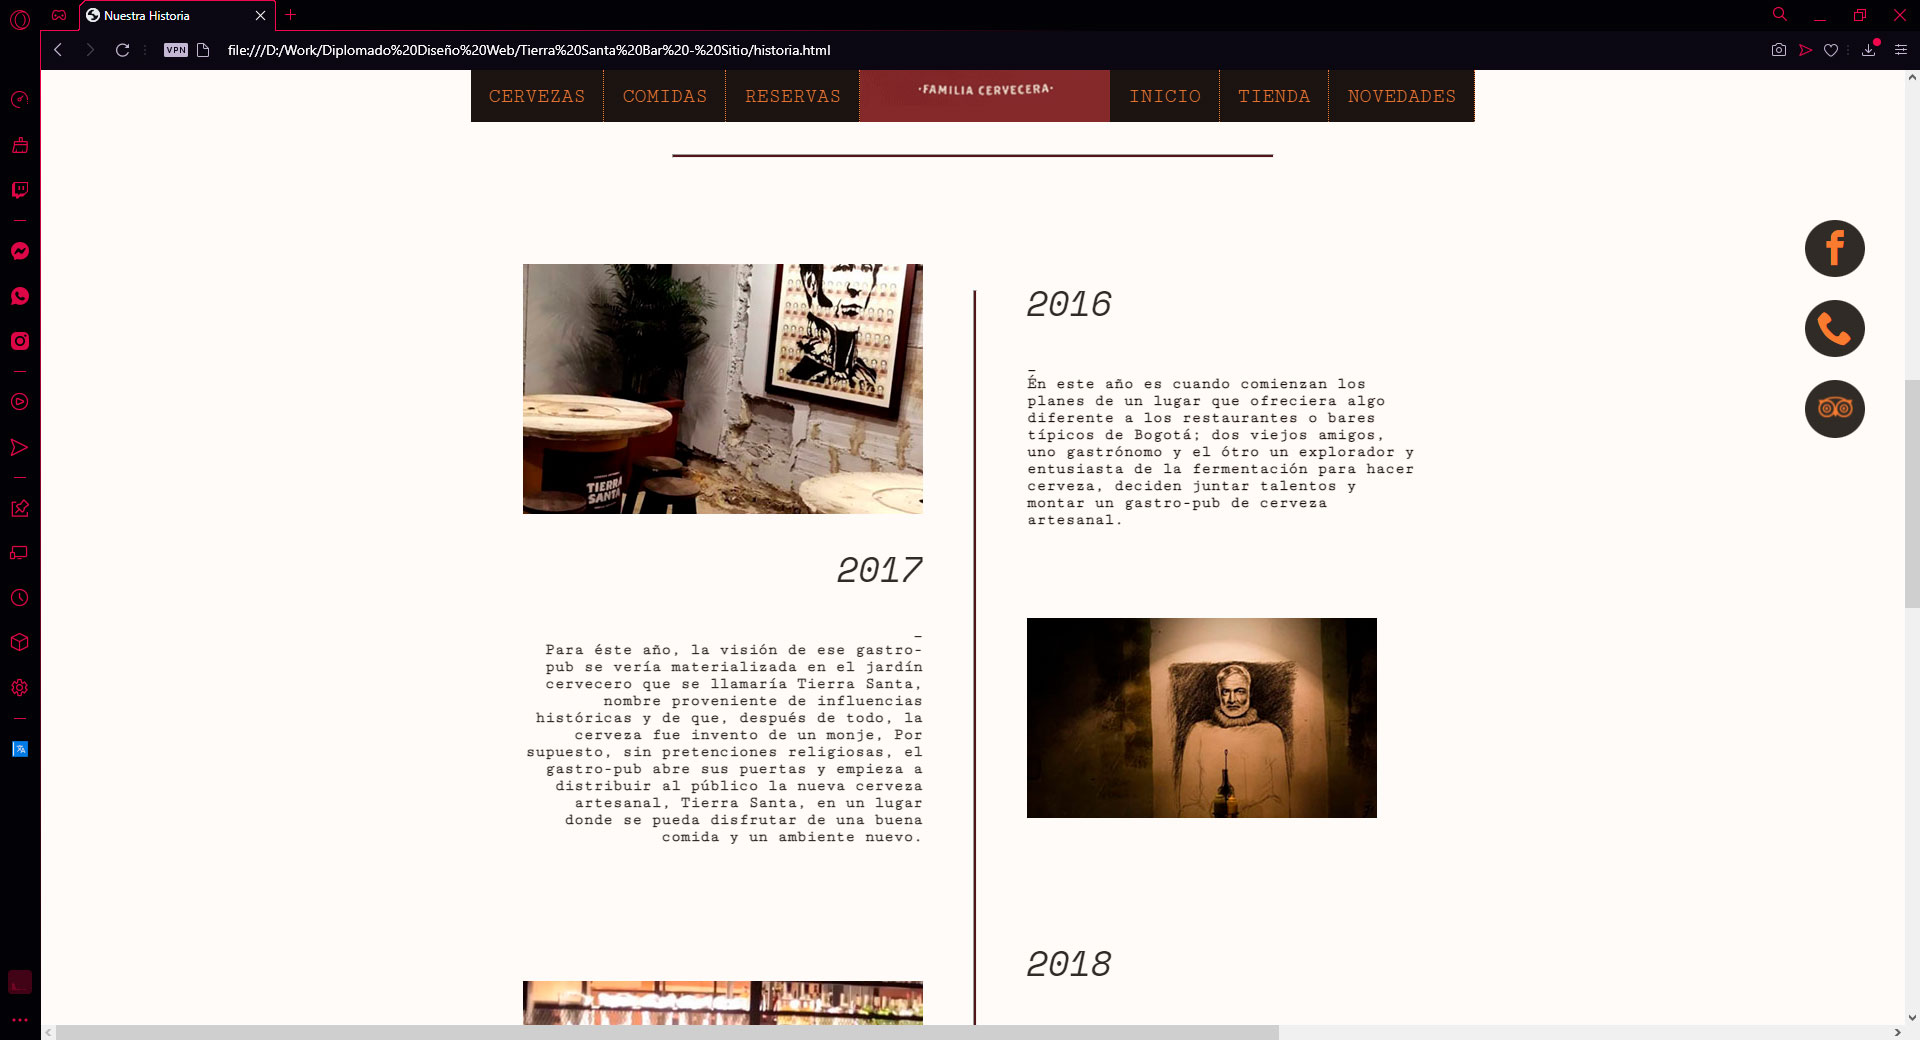 Nuestra Historia
VPN
file:///D:/Work/Diplomado%20Diseño%20Web/Tierra%20Santa%20Bar%20-%20Sitio/historia.html
CERVEZAS
COMIDAS
RESERVAS
·FAMILIA CERVECERA·
INICIO
TIENDA
NOVEDADES
2016
_
Én este año es cuando comienzan los
planes de un lugar que ofreciera algo
diferente a los restaurantes o bares
típicos de Bogotá; dos viejos amigos,
uno gastrónomo y el ótro un explorador y
entusiasta de la fermentación para hacer
cerveza, deciden juntar talentos y
montar un gastro-pub de cerveza
artesanal.
TIERRA
SANTA
2017
_
Para éste año, la visión de ese gastro-
pub se vería materializada en el jardín
cervecero que se llamaría Tierra Santa,
nombre proveniente de influencias
históricas y de que, después de todo, la
cerveza fue invento de un monje, Por
supuesto, sin pretenciones religiosas, el
gastro-pub abre sus puertas y empieza a
distribuir al público la nueva cerveza
artesanal, Tierra Santa, en un lugar
donde se pueda disfrutar de una buena
comida y un ambiente nuevo.
2018